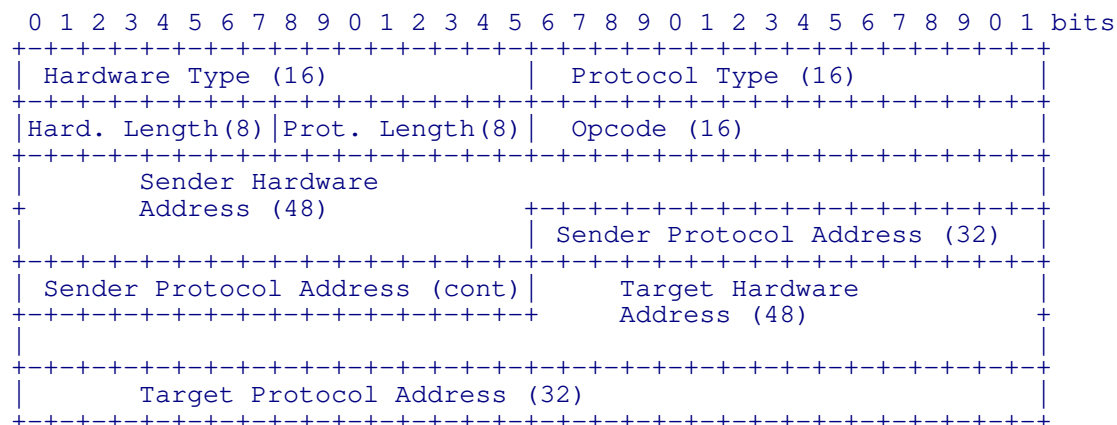 0 1 2 3 4 5 6 7 8 9 0 1 2 3 4 5 6 7 8 9 0 1 2 3 4 5 6 7 8 9 0 1 bits
+-+-+-+-+-+-+-+-+-+-+-+-+-+-+-+-+-+-+-+-+-+-+-+-+-+-+-+-+-+-+-+-+
| Hardware Type (16)            |  Protocol Type (16)           |
+-+-+-+-+-+-+-+-+-+-+-+-+-+-+-+-+-+-+-+-+-+-+-+-+-+-+-+-+-+-+-+-+
|Hard. Length(8)|Prot. Length(8)|  Opcode (16)                  |
+-+-+-+-+-+-+-+-+-+-+-+-+-+-+-+-+-+-+-+-+-+-+-+-+-+-+-+-+-+-+-+-+
|       Sender Hardware                                         |
+       Address (48)            +-+-+-+-+-+-+-+-+-+-+-+-+-+-+-+-+
|                               | Sender Protocol Address (32)  |
+-+-+-+-+-+-+-+-+-+-+-+-+-+-+-+-+-+-+-+-+-+-+-+-+-+-+-+-+-+-+-+-+
| Sender Protocol Address (cont)|     Target Hardware           |
+-+-+-+-+-+-+-+-+-+-+-+-+-+-+-+-+     Address (48)              +
|                                                               |
+-+-+-+-+-+-+-+-+-+-+-+-+-+-+-+-+-+-+-+-+-+-+-+-+-+-+-+-+-+-+-+-+
|       Target Protocol Address (32)                            |
+-+-+-+-+-+-+-+-+-+-+-+-+-+-+-+-+-+-+-+-+-+-+-+-+-+-+-+-+-+-+-+-+